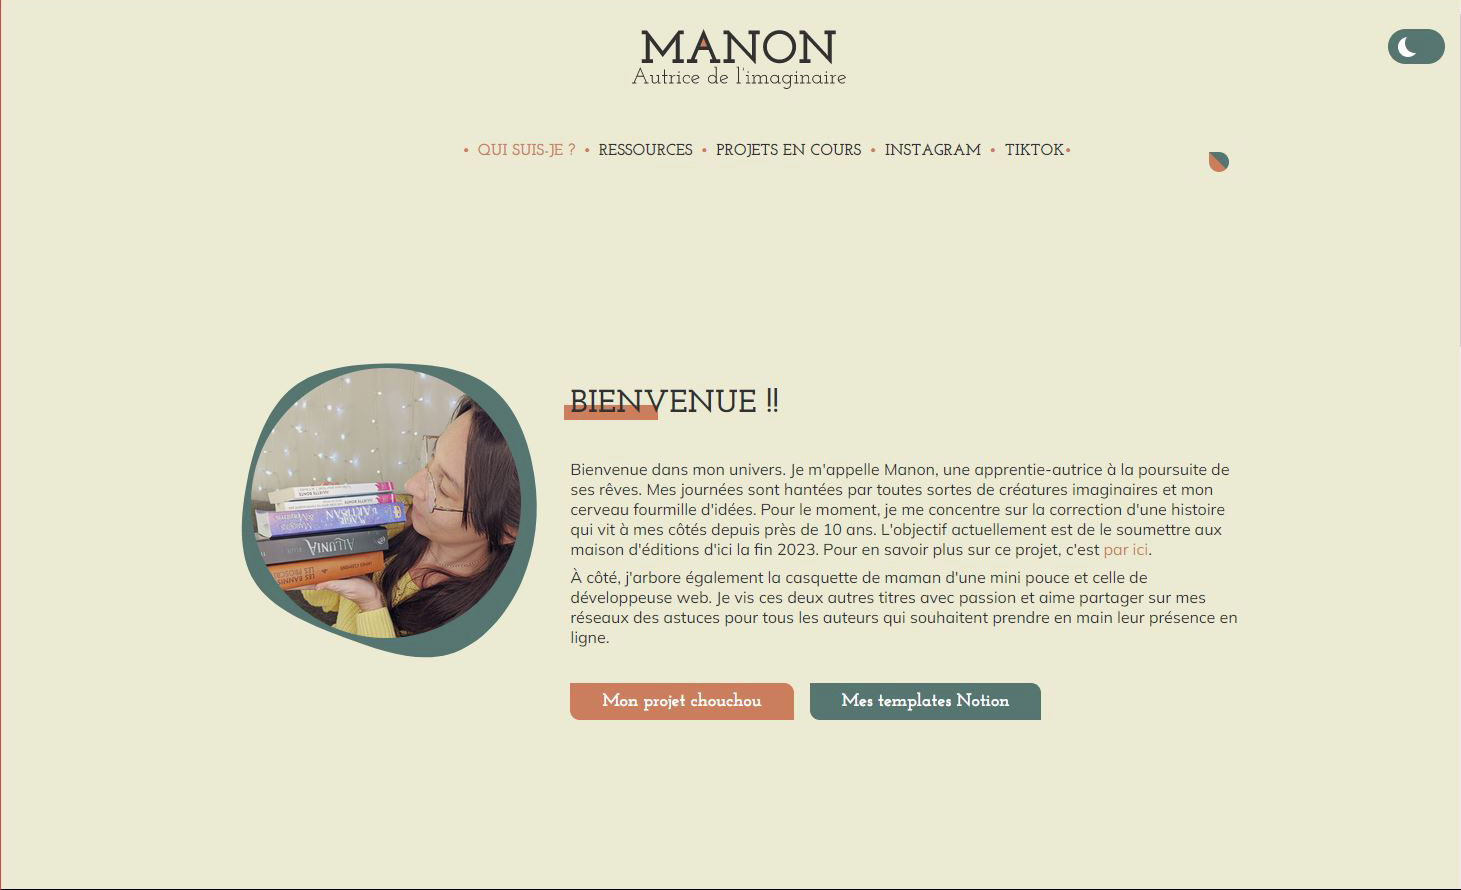 MANON
Autrice de l'imaginaire
• QUI SUIS-JE ? • RESSOURCES • PROJETS EN COURS • INSTAGRAM • TIKTOK•
BIENVENUE !!
Bienvenue dans mon univers. Je m'appelle Manon, une apprentie-autrice à la poursuite de
ses rêves. Mes journées sont hantées par toutes sortes de créatures imaginaires et mon
cerveau fourmille d'idées. Pour le moment, je me concentre sur la correction d'une histoire
qui vit à mes côtés depuis près de 10 ans. L'objectif actuellement est de le soumettre aux
maison d'éditions d'ici la fin 2023. Pour en savoir plus sur ce projet, c'est par ici.
À côté, j'arbore également la casquette de maman d'une mini pouce et celle de
développeuse web. Je vis ces deux autres titres avec passion et aime partager sur mes
réseaux des astuces pour tous les auteurs qui souhaitent prendre en main leur présence en
ligne.
ALLUNIA
Mon projet chouchou
Mes templates Notion